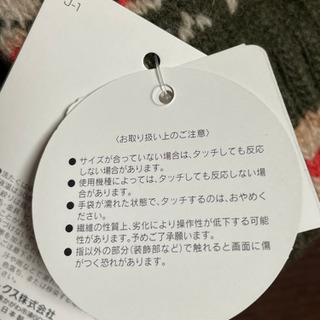 J-1
〈お取り扱い上のご注意〉
● サイズが合っていない場合は、タッチしても反応
しない場合があります。
● 使用機種によっては、タッチしても反応しない場
合があります。
● 手袋が濡れた状態で、タッチするのは、おやめく
ださい。
● 繊維の性質上、劣化により操作性が低下する可能
性があります。予めご了承願います。
● 指以外の部分(装飾部など)で触れると画面に傷
がつく恐れがあります。
クス株式会社